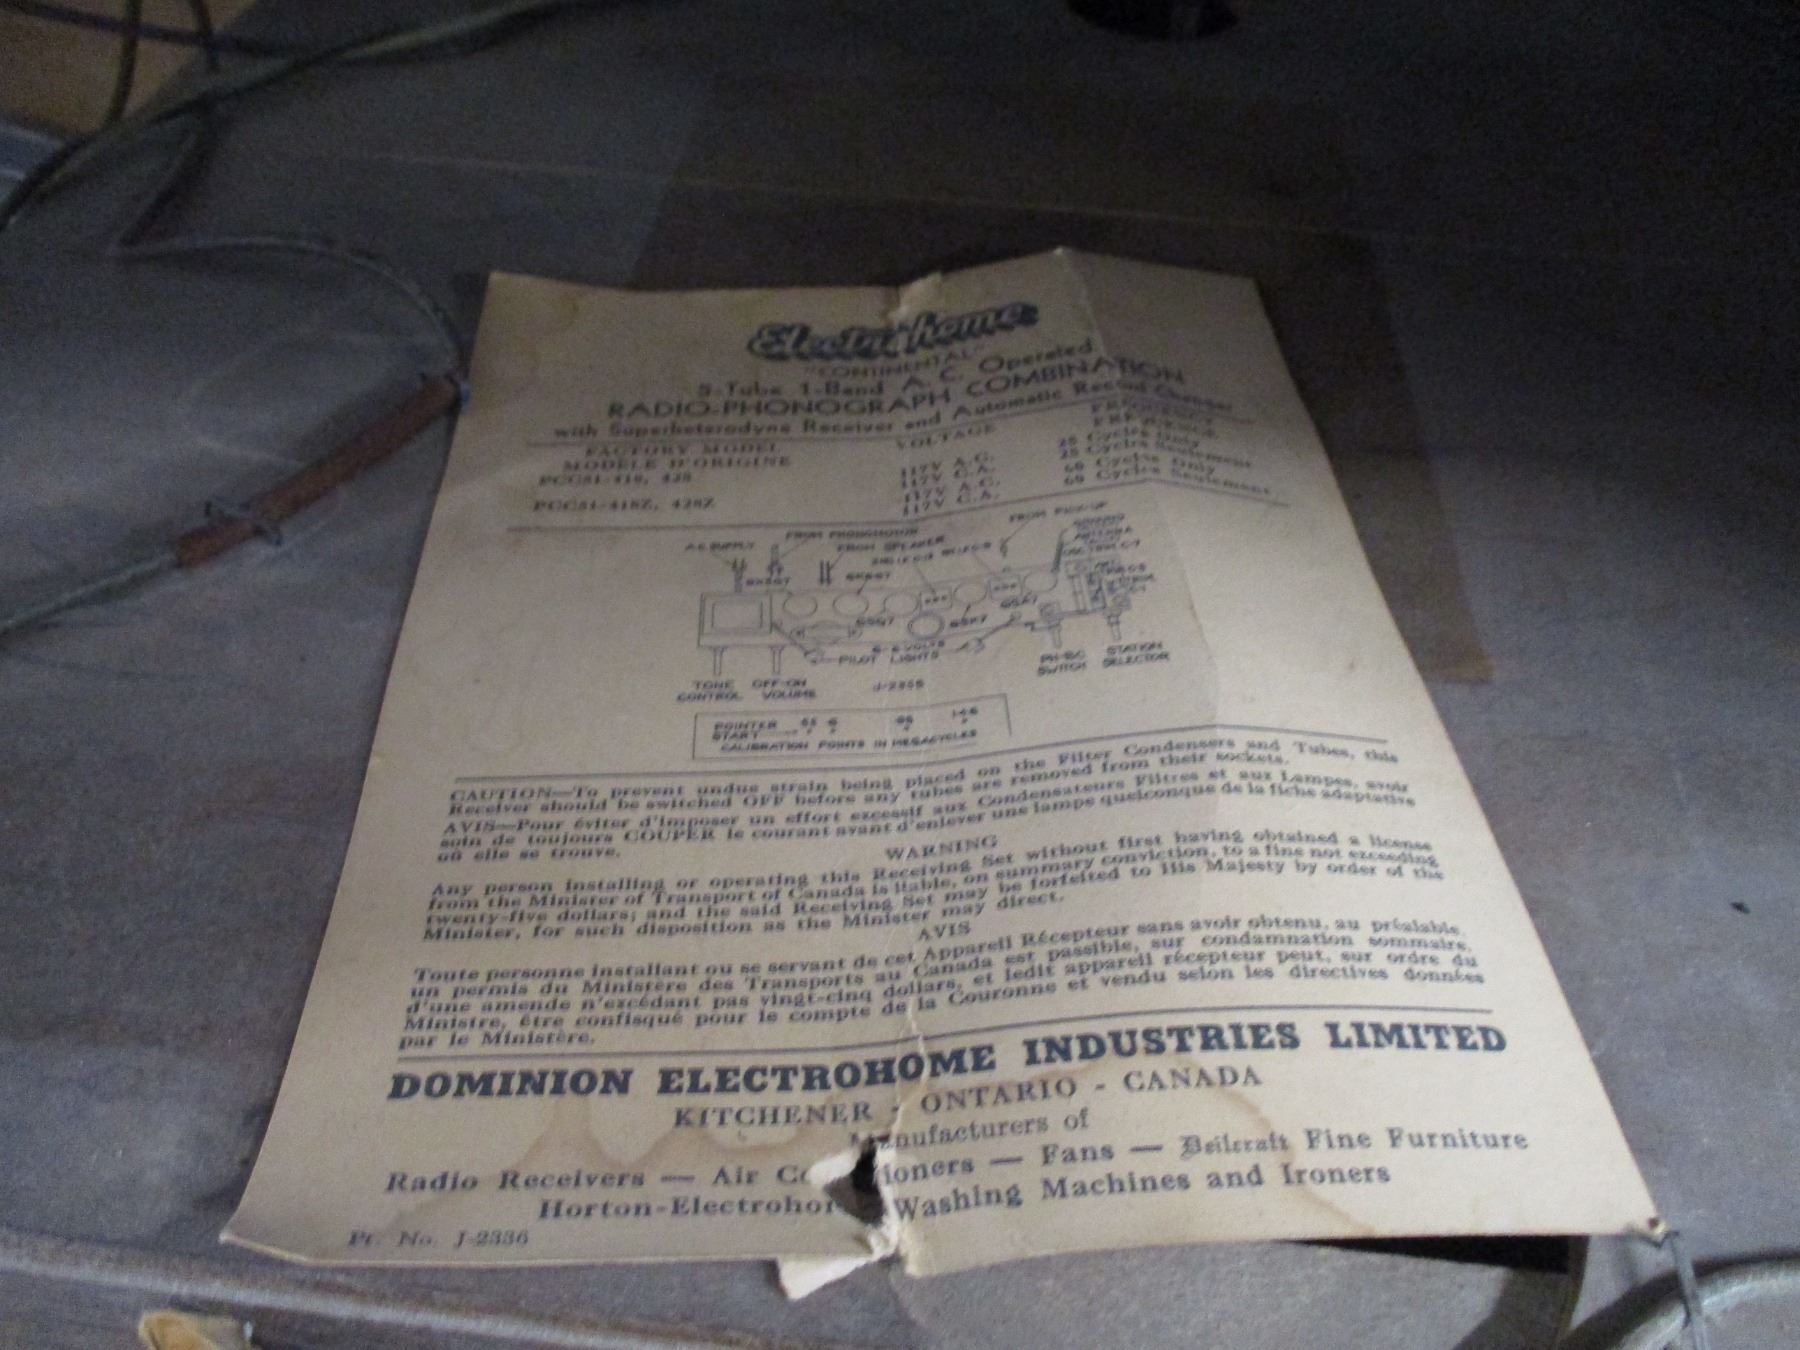 Electrohome
"CONTINENTAL"
5-Tube 1-Band A. C. Operated
RADIO-PHONOGRAPH COMBINATION
with Superheterodyne Receiver and Automatic Record Changer
FACTORY MODEL VOLTAGE FREQUENCY
MODÈLE D'ORIGINE FREQUENCE
117V A.C. 25 Cycles Only
117V C.A. 25 Cycles Seulement
117V A.C. 60 Cycles Only
117V C.A. 60 Cycles Seulement
A-C SUPPLY FROM PHONOMOTOR FROM PICK-UP GROUND
FROM SPEAKER ANTENNA
PILOT LIGHTS
TONE CONTROL
OFF-ON VOLUME
SWITCH
STATION SELECTOR
POINTER
START
CALIBRATION POINTS IN MEGACYCLES
CAUTION—To prevent undue strain being placed on the Filter Condensers and Tubes, this
Receiver should be switched OFF before any tubes are removed from their sockets.
AVIS—Pour éviter d'imposer un effort excessif aux Condensateurs Filtres et aux Lampes, avoir
soin de toujours COUPER le courant avant d'enlever une lampe quelconque de la fiche adaptative
où elle se trouve.
WARNING
Any person installing or operating this Receiving Set without first having obtained a license
from the Minister of Transport of Canada is liable, on summary conviction, to a fine not exceeding
twenty-five dollars; and the said Receiving Set may be forfeited to His Majesty by order of the
Minister, for such disposition as the Minister may direct.
AVIS
Toute personne installant ou se servant de cet Appareil Récepteur sans avoir obtenu, au préalable,
un permis du Ministère des Transports au Canada est passible, sur condamnation sommaire,
d'une amende n'excédant pas vingt-cinq dollars, et ledit appareil récepteur peut, sur ordre du
Ministre, être confisqué pour le compte de la Couronne et vendu selon les directives données
par le Ministère.
DOMINION ELECTROHOME INDUSTRIES LIMITED
KITCHENER - ONTARIO - CANADA
Manufacturers of
Radio Receivers — Air Co ioners — Fans — Deilcraft Fine Furniture
Horton-Electrohom Washing Machines and Ironers
Pt. No. J-2336